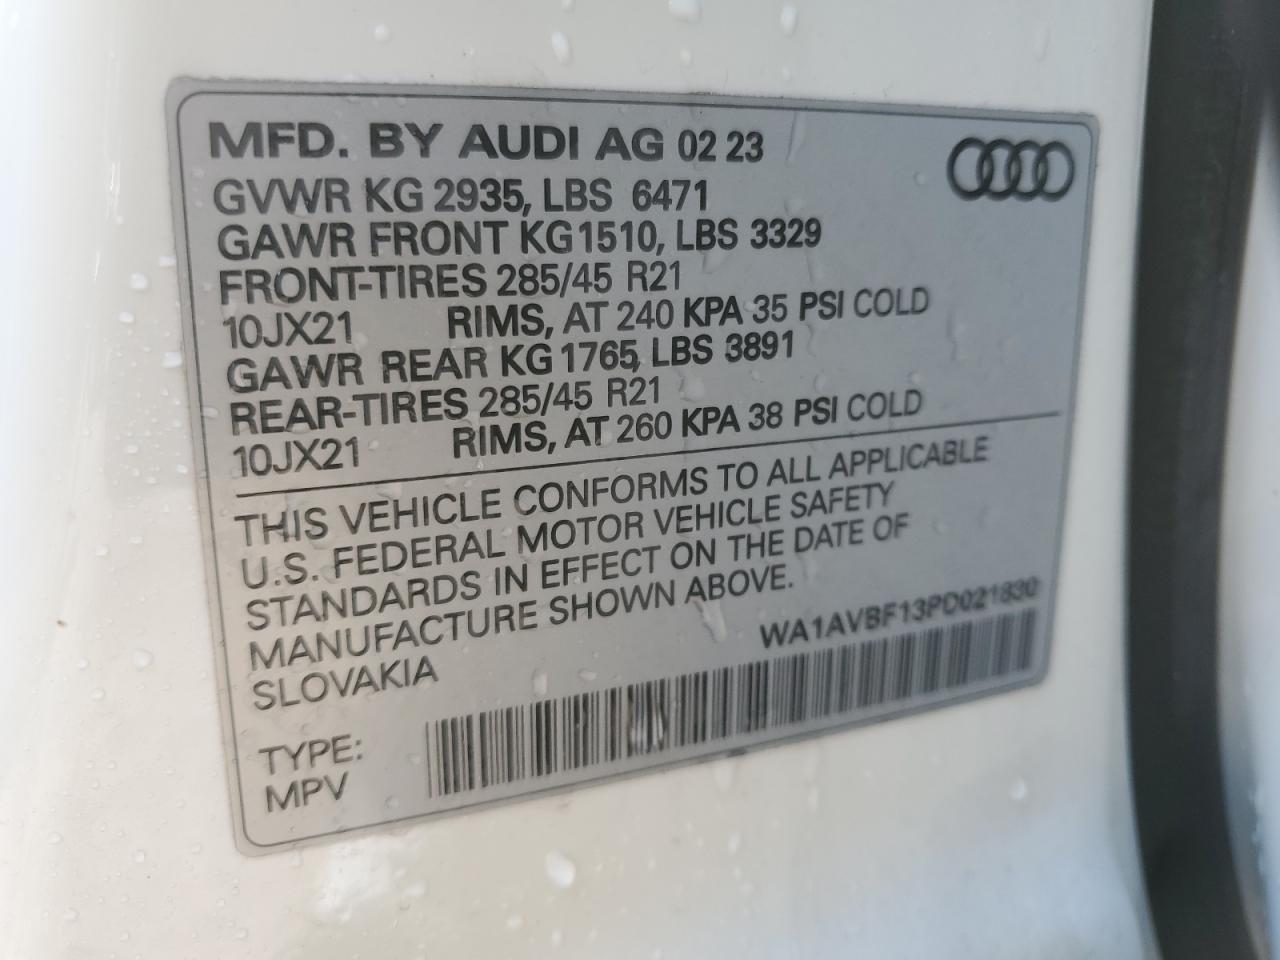 MFD. BY AUDI AG 02 23
GVWR KG 2935, LBS 6471
GAWR FRONT KG 1510, LBS 3329
FRONT-TIRES 285/45 R21
10JX21 RIMS, AT 240 KPA 35 PSI COLD
GAWR REAR KG 1765, LBS 3891
REAR-TIRES 285/45 R21
10JX21 RIMS, AT 260 KPA 38 PSI COLD
THIS VEHICLE CONFORMS TO ALL APPLICABLE
U.S. FEDERAL MOTOR VEHICLE SAFETY
STANDARDS IN EFFECT ON THE DATE OF
MANUFACTURE SHOWN ABOVE.
SLOVAKIA
WA1AVBF13PD021830
TYPE:
MPV